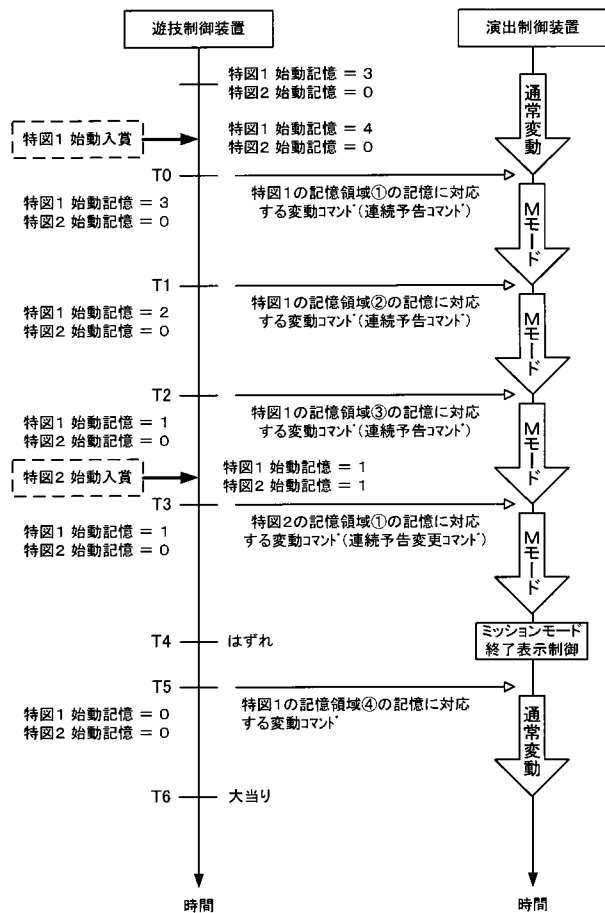 遊技制御装置
演出制御装置
特図1 始動記憶 = 3
特図2 始動記憶 = 0
通常変動
特図1 始動入賞
特図1 始動記憶 = 4
特図2 始動記憶 = 0
T0
特図1の記憶領域①の記憶に対応
する変動コマンド(連続予告コマンド)
特図1 始動記憶 = 3
特図2 始動記憶 = 0
Mモード
T1
特図1の記憶領域②の記憶に対応
する変動コマンド(連続予告コマンド)
特図1 始動記憶 = 2
特図2 始動記憶 = 0
Mモード
T2
特図1の記憶領域③の記憶に対応
する変動コマンド(連続予告コマンド)
特図1 始動記憶 = 1
特図2 始動記憶 = 0
Mモード
特図2 始動入賞
特図1 始動記憶 = 1
特図2 始動記憶 = 1
T3
特図2の記憶領域①の記憶に対応
する変動コマンド(連続予告変更コマンド)
特図1 始動記憶 = 1
特図2 始動記憶 = 0
Mモード
T4
はずれ
ミッションモード
終了表示制御
T5
特図1の記憶領域④の記憶に対応
する変動コマンド
特図1 始動記憶 = 0
特図2 始動記憶 = 0
通常変動
T6
大当り
時間
時間